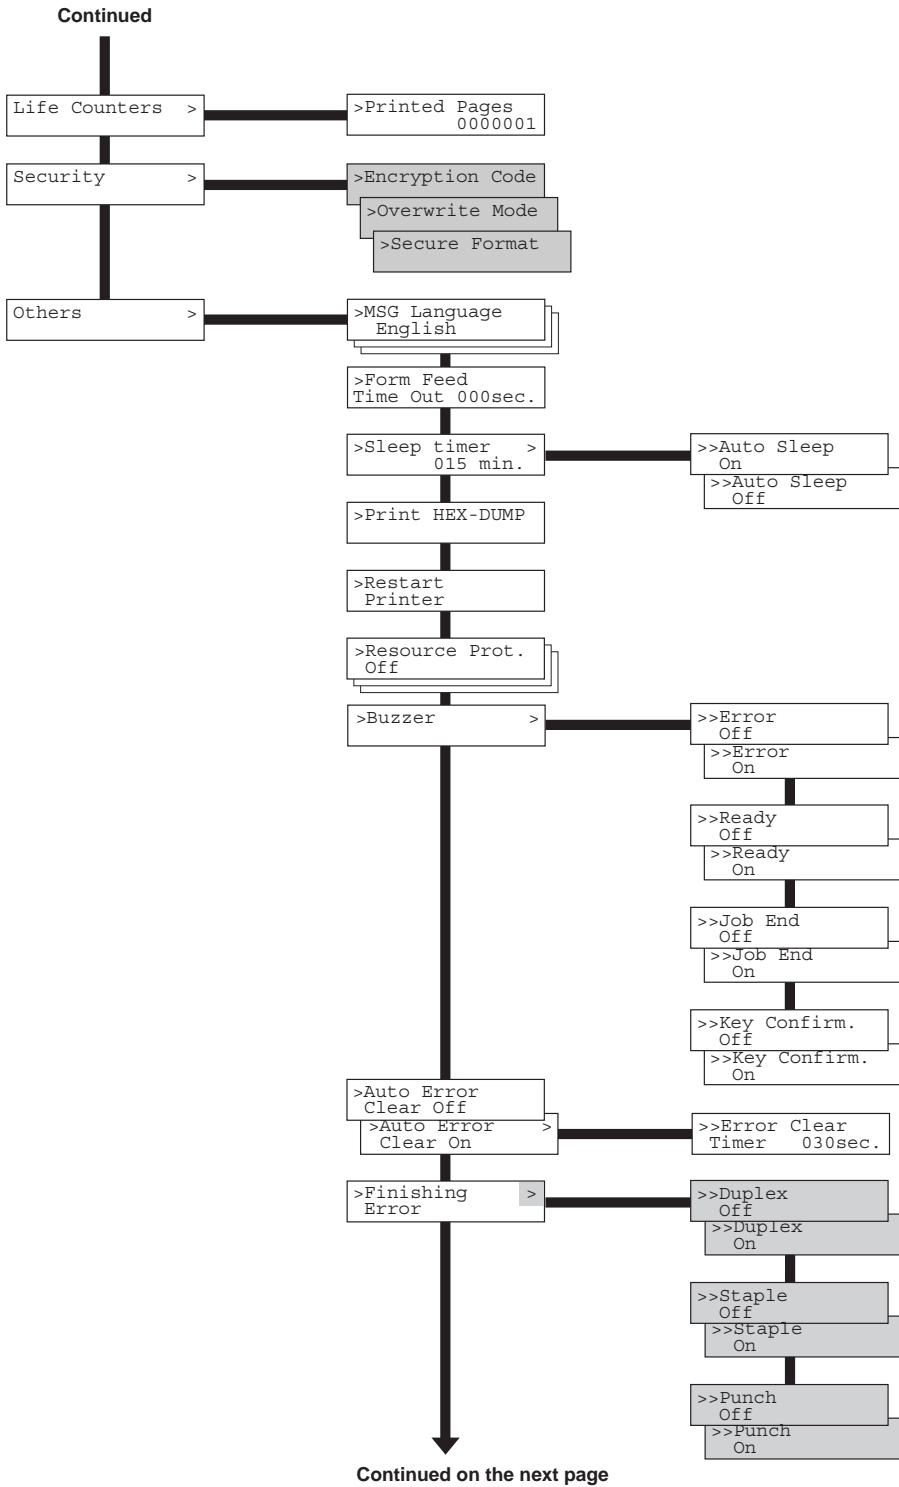 Continued
Life Counters >
>Printed Pages
0000001
Security >
>Encryption Code
>Overwrite Mode
>Secure Format
Others >
>MSG Language
English
>Form Feed
Time Out 000sec.
>Sleep timer >
015 min.
>>Auto Sleep
On
>>Auto Sleep
Off
>Print HEX-DUMP
>Restart
Printer
>Resource Prot.
Off
>Buzzer >
>>Error
Off
>>Error
On
>>Ready
Off
>>Ready
On
>>Job End
Off
>>Job End
On
>>Key Confirm.
Off
>>Key Confirm.
On
>Auto Error
Clear Off
>Auto Error >
Clear On
>>Error Clear
Timer 030sec.
>Finishing >
Error
>>Duplex
Off
>>Duplex
On
>>Staple
Off
>>Staple
On
>>Punch
Off
>>Punch
On
Continued on the next page